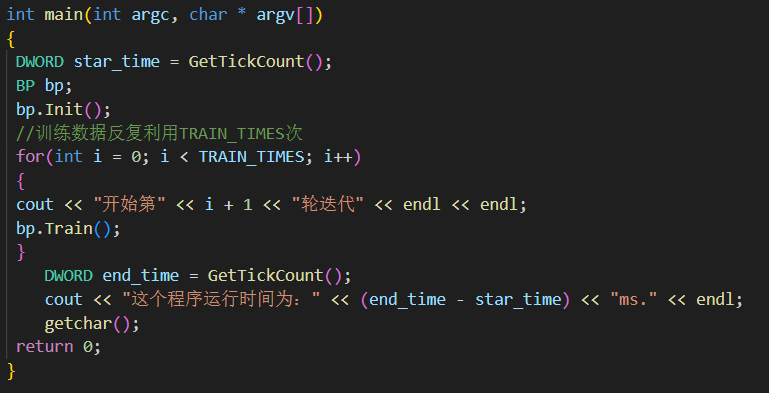 int main(int argc, char * argv[])
{
DWORD star_time = GetTickCount();
BP bp;
bp.Init();
//训练数据反复利用TRAIN_TIMES次
for(int i = 0; i < TRAIN_TIMES; i++)
{
cout << "开始第" << i + 1 << "轮迭代" << endl << endl;
bp.Train();
}
DWORD end_time = GetTickCount();
cout << "这个程序运行时间为：" << (end_time - star_time) << "ms." << endl;
getchar();
return 0;
}